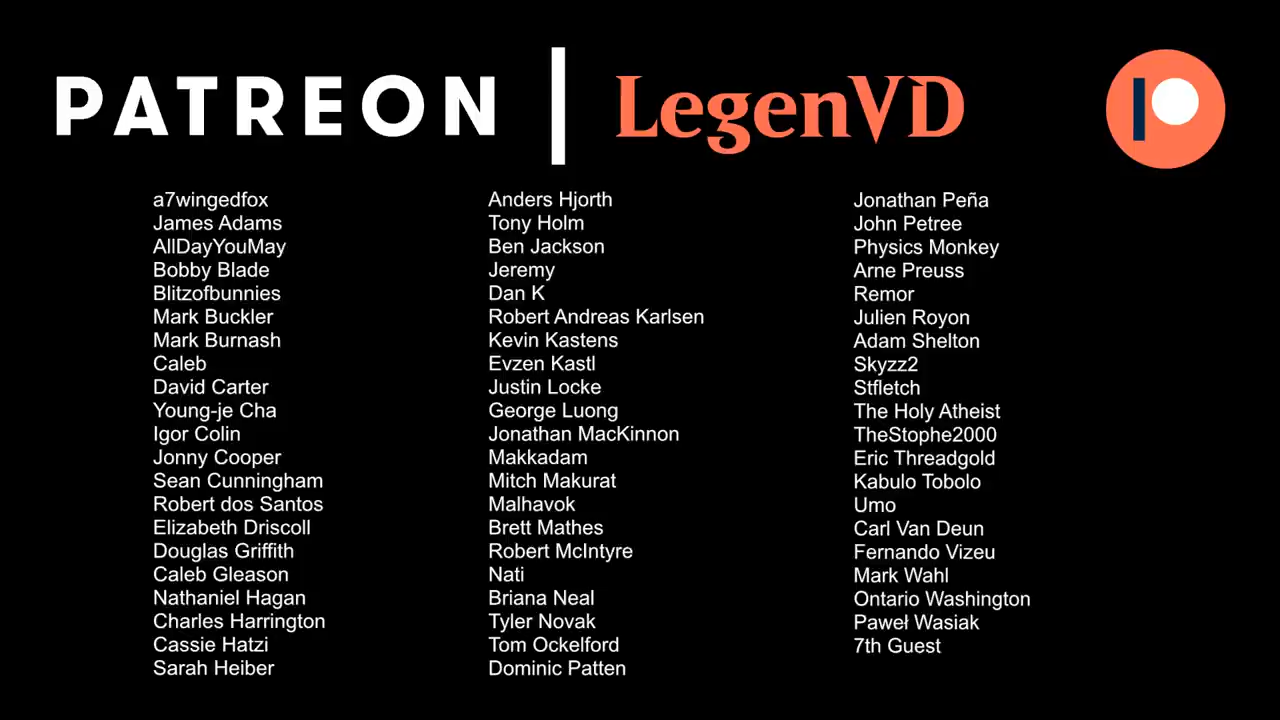 PATREON | LegenVD
a7wingedfox
James Adams
AllDayYouMay
Bobby Blade
Blitzofbunnies
Mark Buckler
Mark Burnash
Caleb
David Carter
Young-je Cha
Igor Colin
Jonny Cooper
Sean Cunningham
Robert dos Santos
Elizabeth Driscoll
Douglas Griffith
Caleb Gleason
Nathaniel Hagan
Charles Harrington
Cassie Hatzi
Sarah Heiber
Anders Hjorth
Tony Holm
Ben Jackson
Jeremy
Dan K
Robert Andreas Karlsen
Kevin Kastens
Evzen Kastl
Justin Locke
George Luong
Jonathan MacKinnon
Makkadam
Mitch Makurat
Malhavok
Brett Mathes
Robert McIntyre
Nati
Briana Neal
Tyler Novak
Tom Ockelford
Dominic Patten
Jonathan Peña
John Petree
Physics Monkey
Arne Preuss
Remor
Julien Royon
Adam Shelton
Skyzz2
Stfletch
The Holy Atheist
TheStophe2000
Eric Threadgold
Kabulo Tobolo
Umo
Carl Van Deun
Fernando Vizeu
Mark Wahl
Ontario Washington
Paweł Wasiak
7th Guest